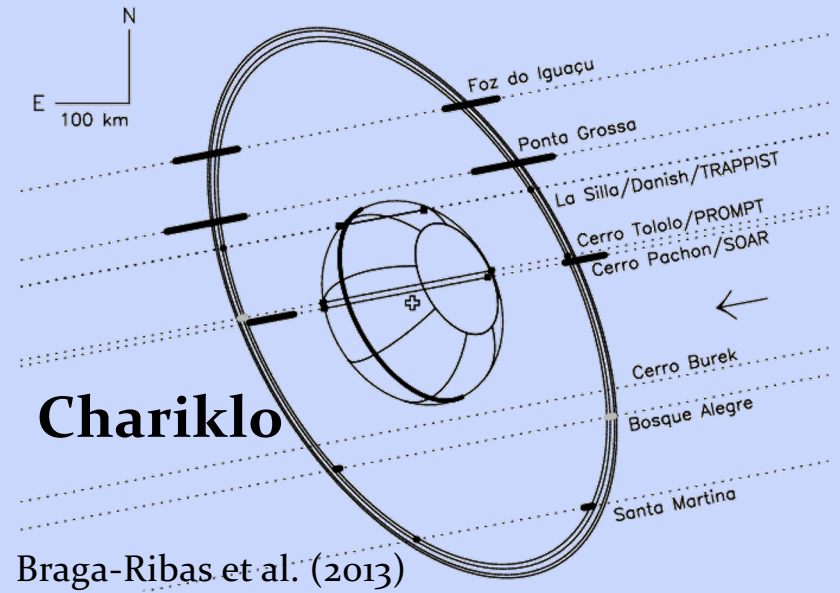 N
E
100 km
Foz do Iguaçu
Ponta Grossa
La Silla/Danish/TRAPPIST
Cerro Tololo/PROMPT
Cerro Pachon/SOAR
Cerro Burek
Bosque Alegre
Santa Martina
Chariklo
Braga-Ribas et al. (2013)